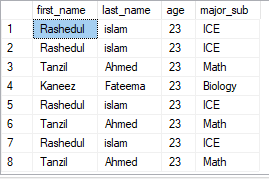 first_name last_name age major_sub
1 Rashedul islam 23 ICE
2 Rashedul islam 23 ICE
3 Tanzil Ahmed 23 Math
4 Kaneez Fateema 23 Biology
5 Rashedul islam 23 ICE
6 Tanzil Ahmed 23 Math
7 Rashedul islam 23 ICE
8 Tanzil Ahmed 23 Math